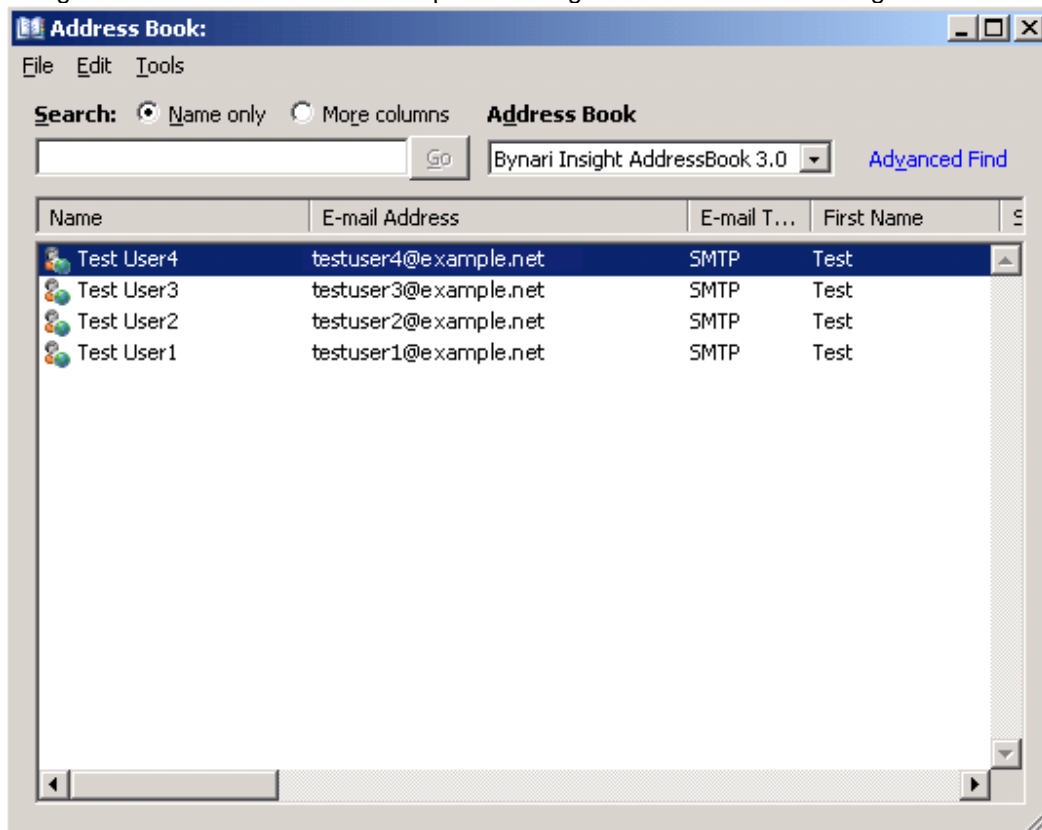 Address Book:
File Edit Tools
Search: Name only More columns Address Book
Go Bynari Insight AddressBook 3.0 Advanced Find
Name E-mail Address E-mail T... First Name
Test User4 testuser4@example.net SMTP Test
Test User3 testuser3@example.net SMTP Test
Test User2 testuser2@example.net SMTP Test
Test User1 testuser1@example.net SMTP Test